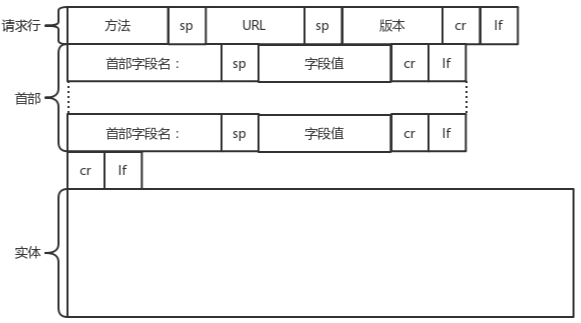 请求行 方法 sp URL sp 版本 cr lf
首部字段名： sp 字段值 cr lf
首部
首部字段名： sp 字段值 cr lf
cr lf
实体